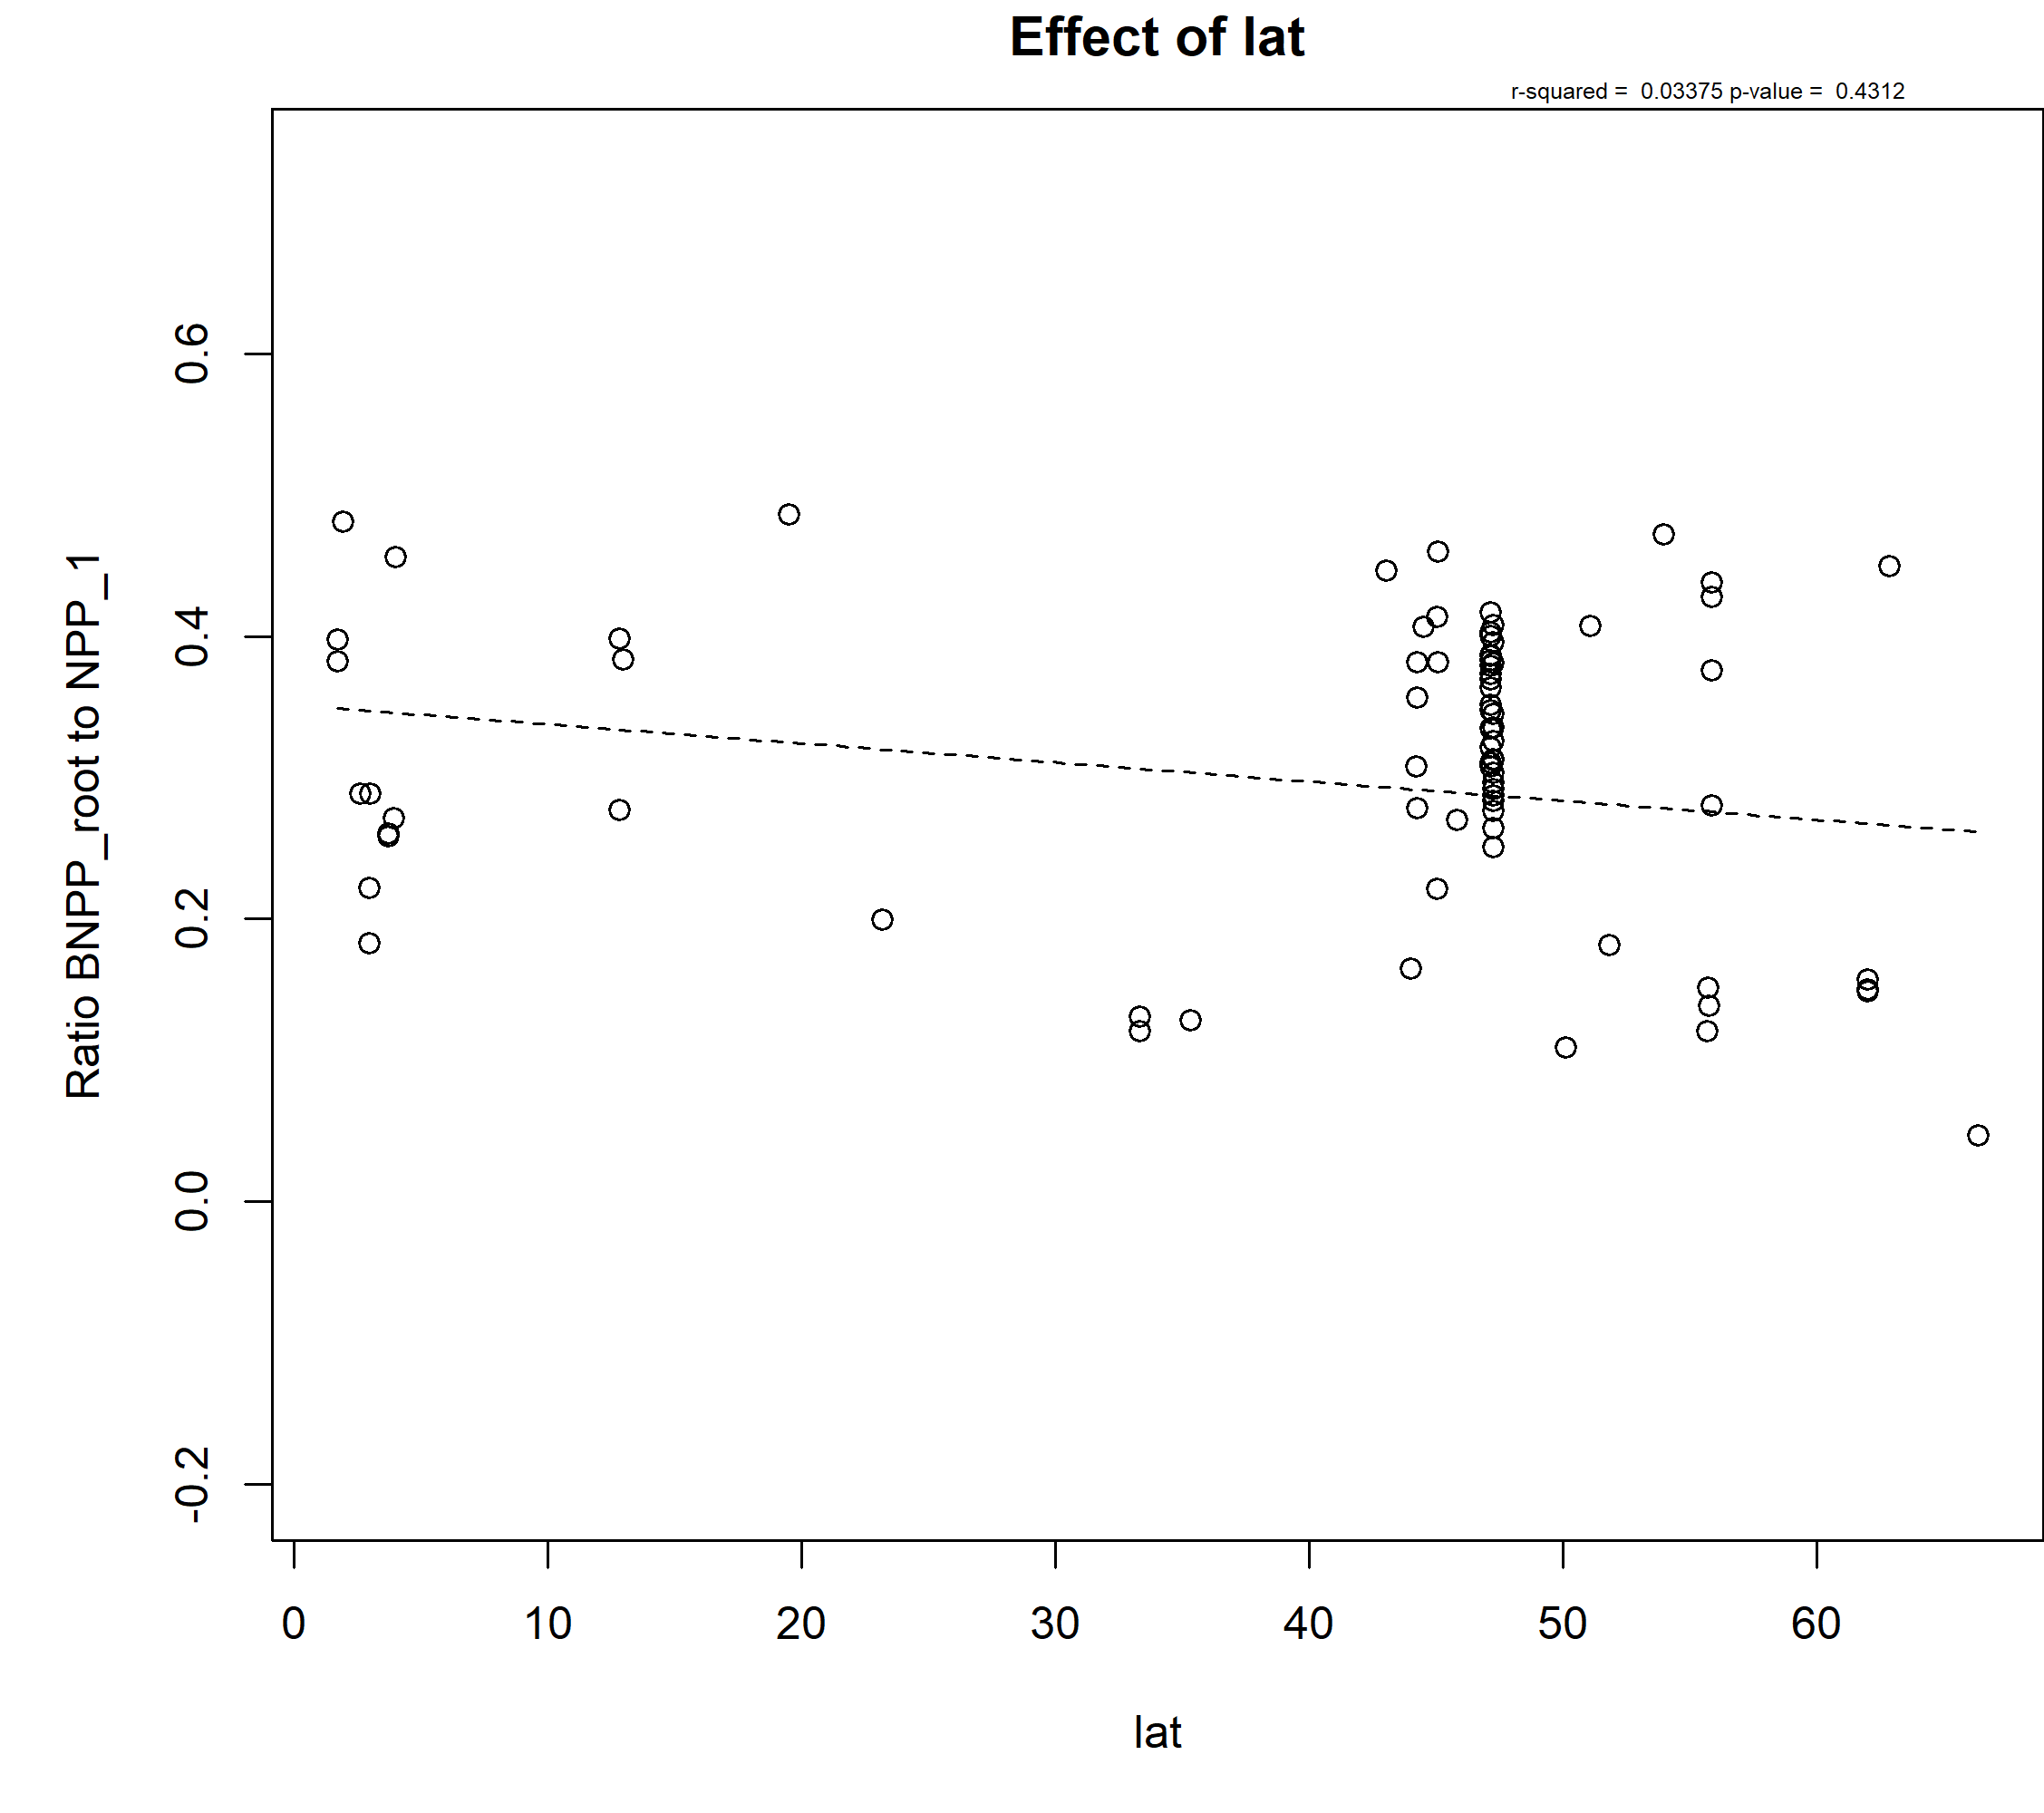 Effect of lat
r-squared = 0.03375 p-value = 0.4312
Ratio BNPP_root to NPP_1
0.6
0.4
0.2
0.0
-0.2
0 10 20 30 40 50 60
lat